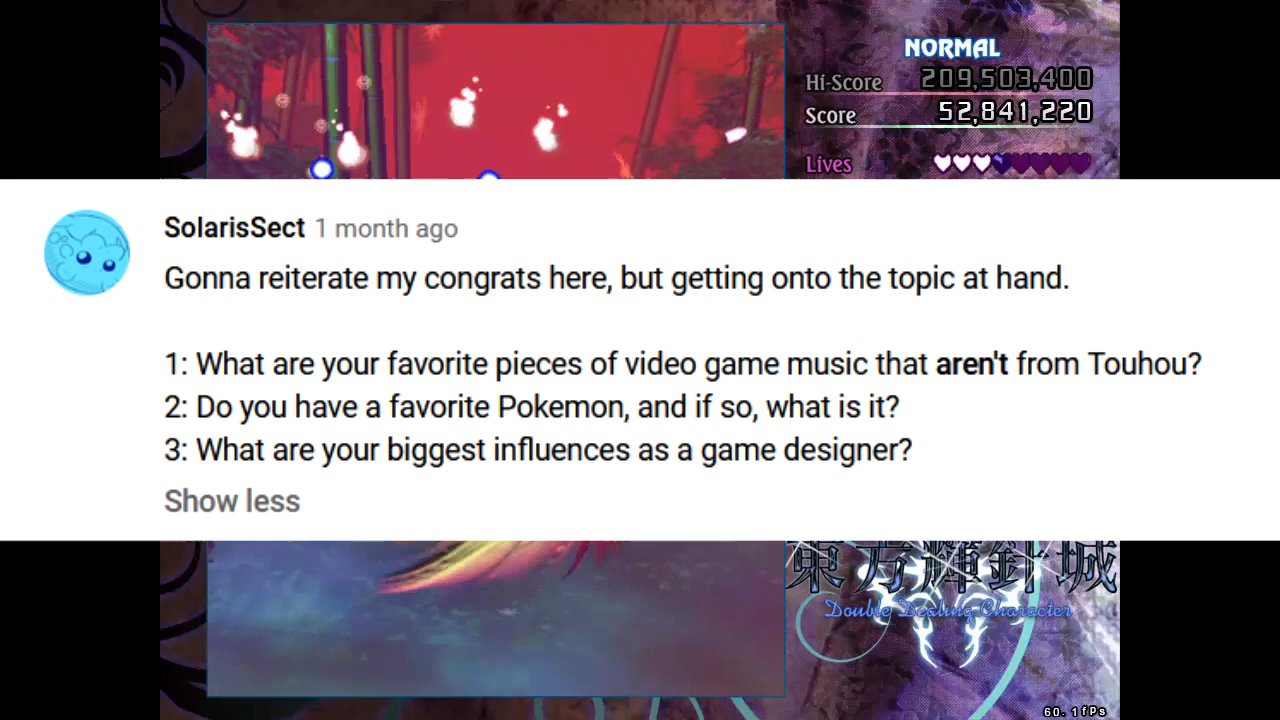 NORMAL
Hi-Score 209,503,400
Score 52,841,220
Lives
SolarisSect 1 month ago
Gonna reiterate my congrats here, but getting onto the topic at hand.
1: What are your favorite pieces of video game music that aren't from Touhou?
2: Do you have a favorite Pokemon, and if so, what is it?
3: What are your biggest influences as a game designer?
Show less
東方輝針城
Double Dealing Character
60.1fps